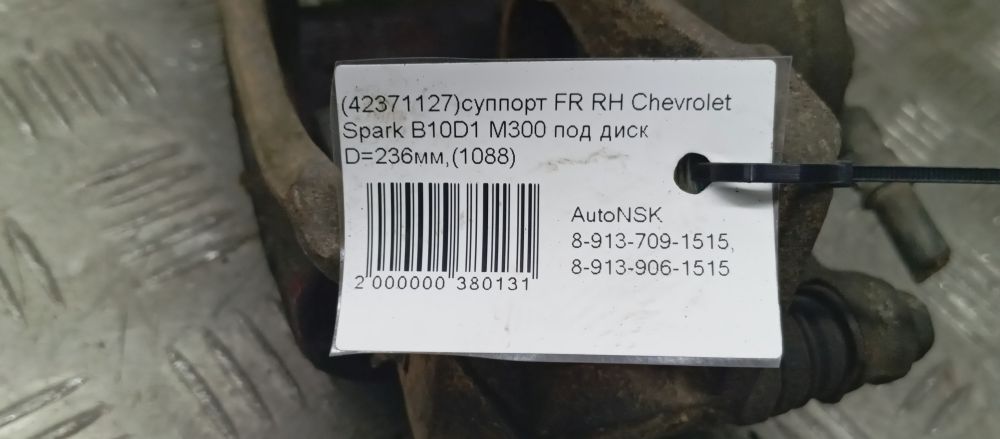 (42371127)суппорт FR RH Chevrolet
Spark B10D1 M300 под диск
D=236мм,(1088)
AutoNSK
8-913-709-1515,
8-913-906-1515
2 000000 380131